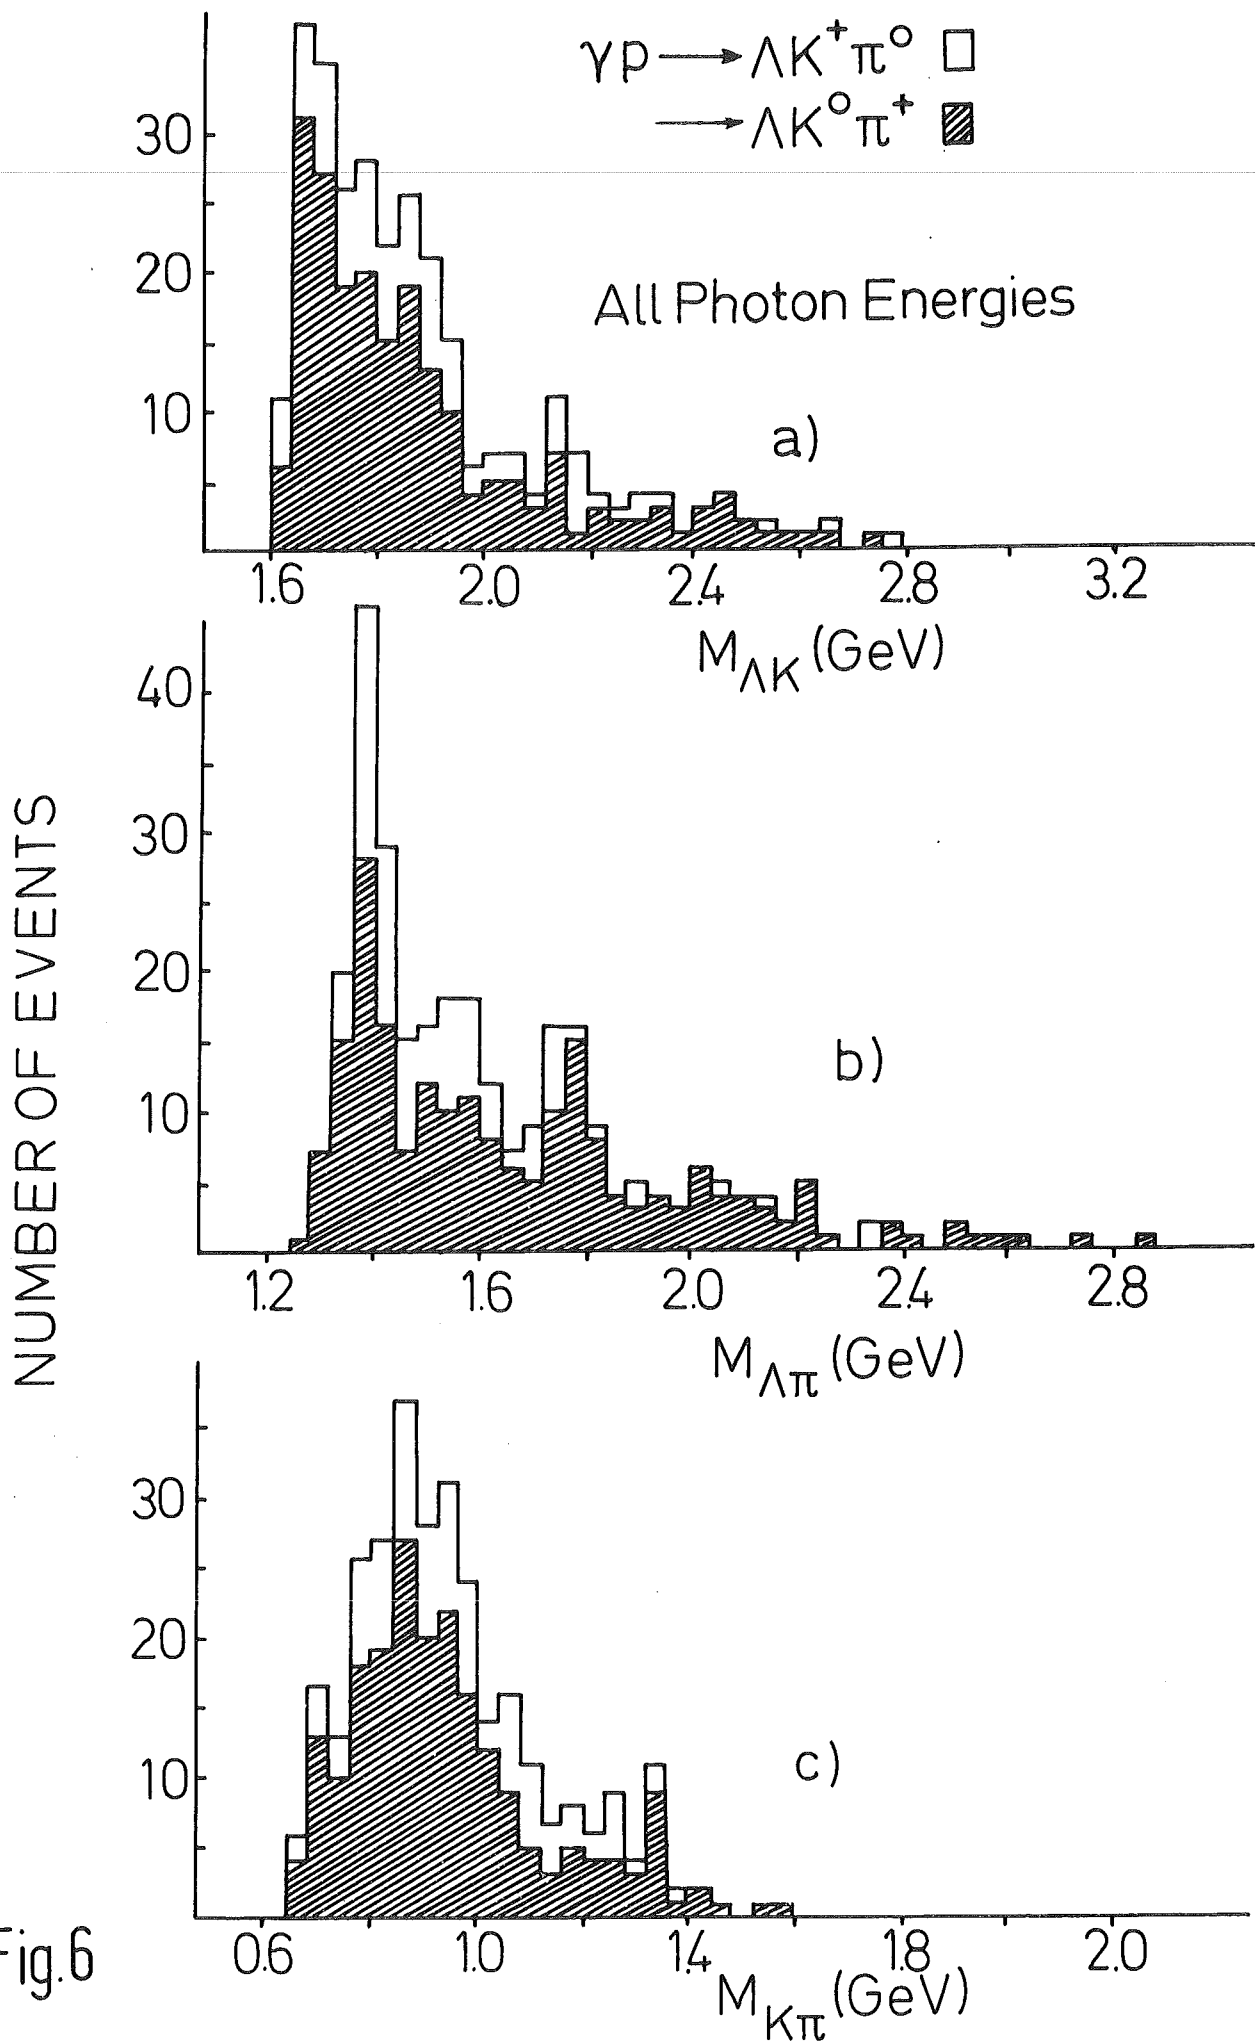 γp → ΛK⁺π⁰
→ ΛK⁰π⁺
All Photon Energies
30
20
10
a)
1.6 2.0 2.4 2.8 3.2
M_ΛK (GeV)
NUMBER OF EVENTS
40
30
20
10
b)
1.2 1.6 2.0 2.4 2.8
M_Λπ (GeV)
30
20
10
c)
0.6 1.0 1.4 1.8 2.0
M_Kπ (GeV)
Fig.6